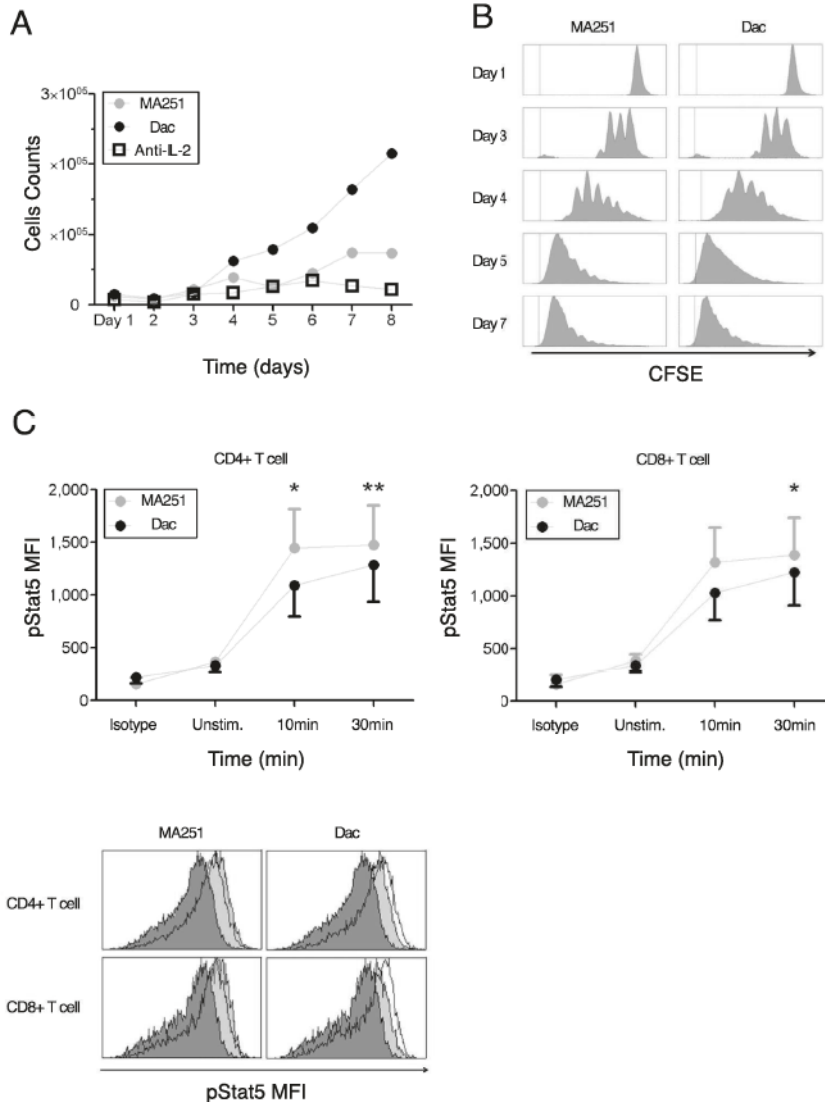 A
3×10⁰⁵
×10⁰⁵
×10⁰⁵
0
MA251
Dac
Anti-IL-2
Cells Counts
Day 1 2 3 4 5 6 7 8
Time (days)
B
MA251 Dac
Day 1
Day 3
Day 4
Day 5
Day 7
CFSE
C
CD4+ T cell
2,000
1,500
1,000
500
0
MA251
Dac
* **
pStat5 MFI
Isotype Unstim. 10min 30min
Time (min)
CD8+ T cell
2,000
1,500
1,000
500
0
MA251
Dac
*
pStat5 MFI
Isotype Unstim. 10min 30min
Time (min)
MA251 Dac
CD4+ T cell
CD8+ T cell
pStat5 MFI